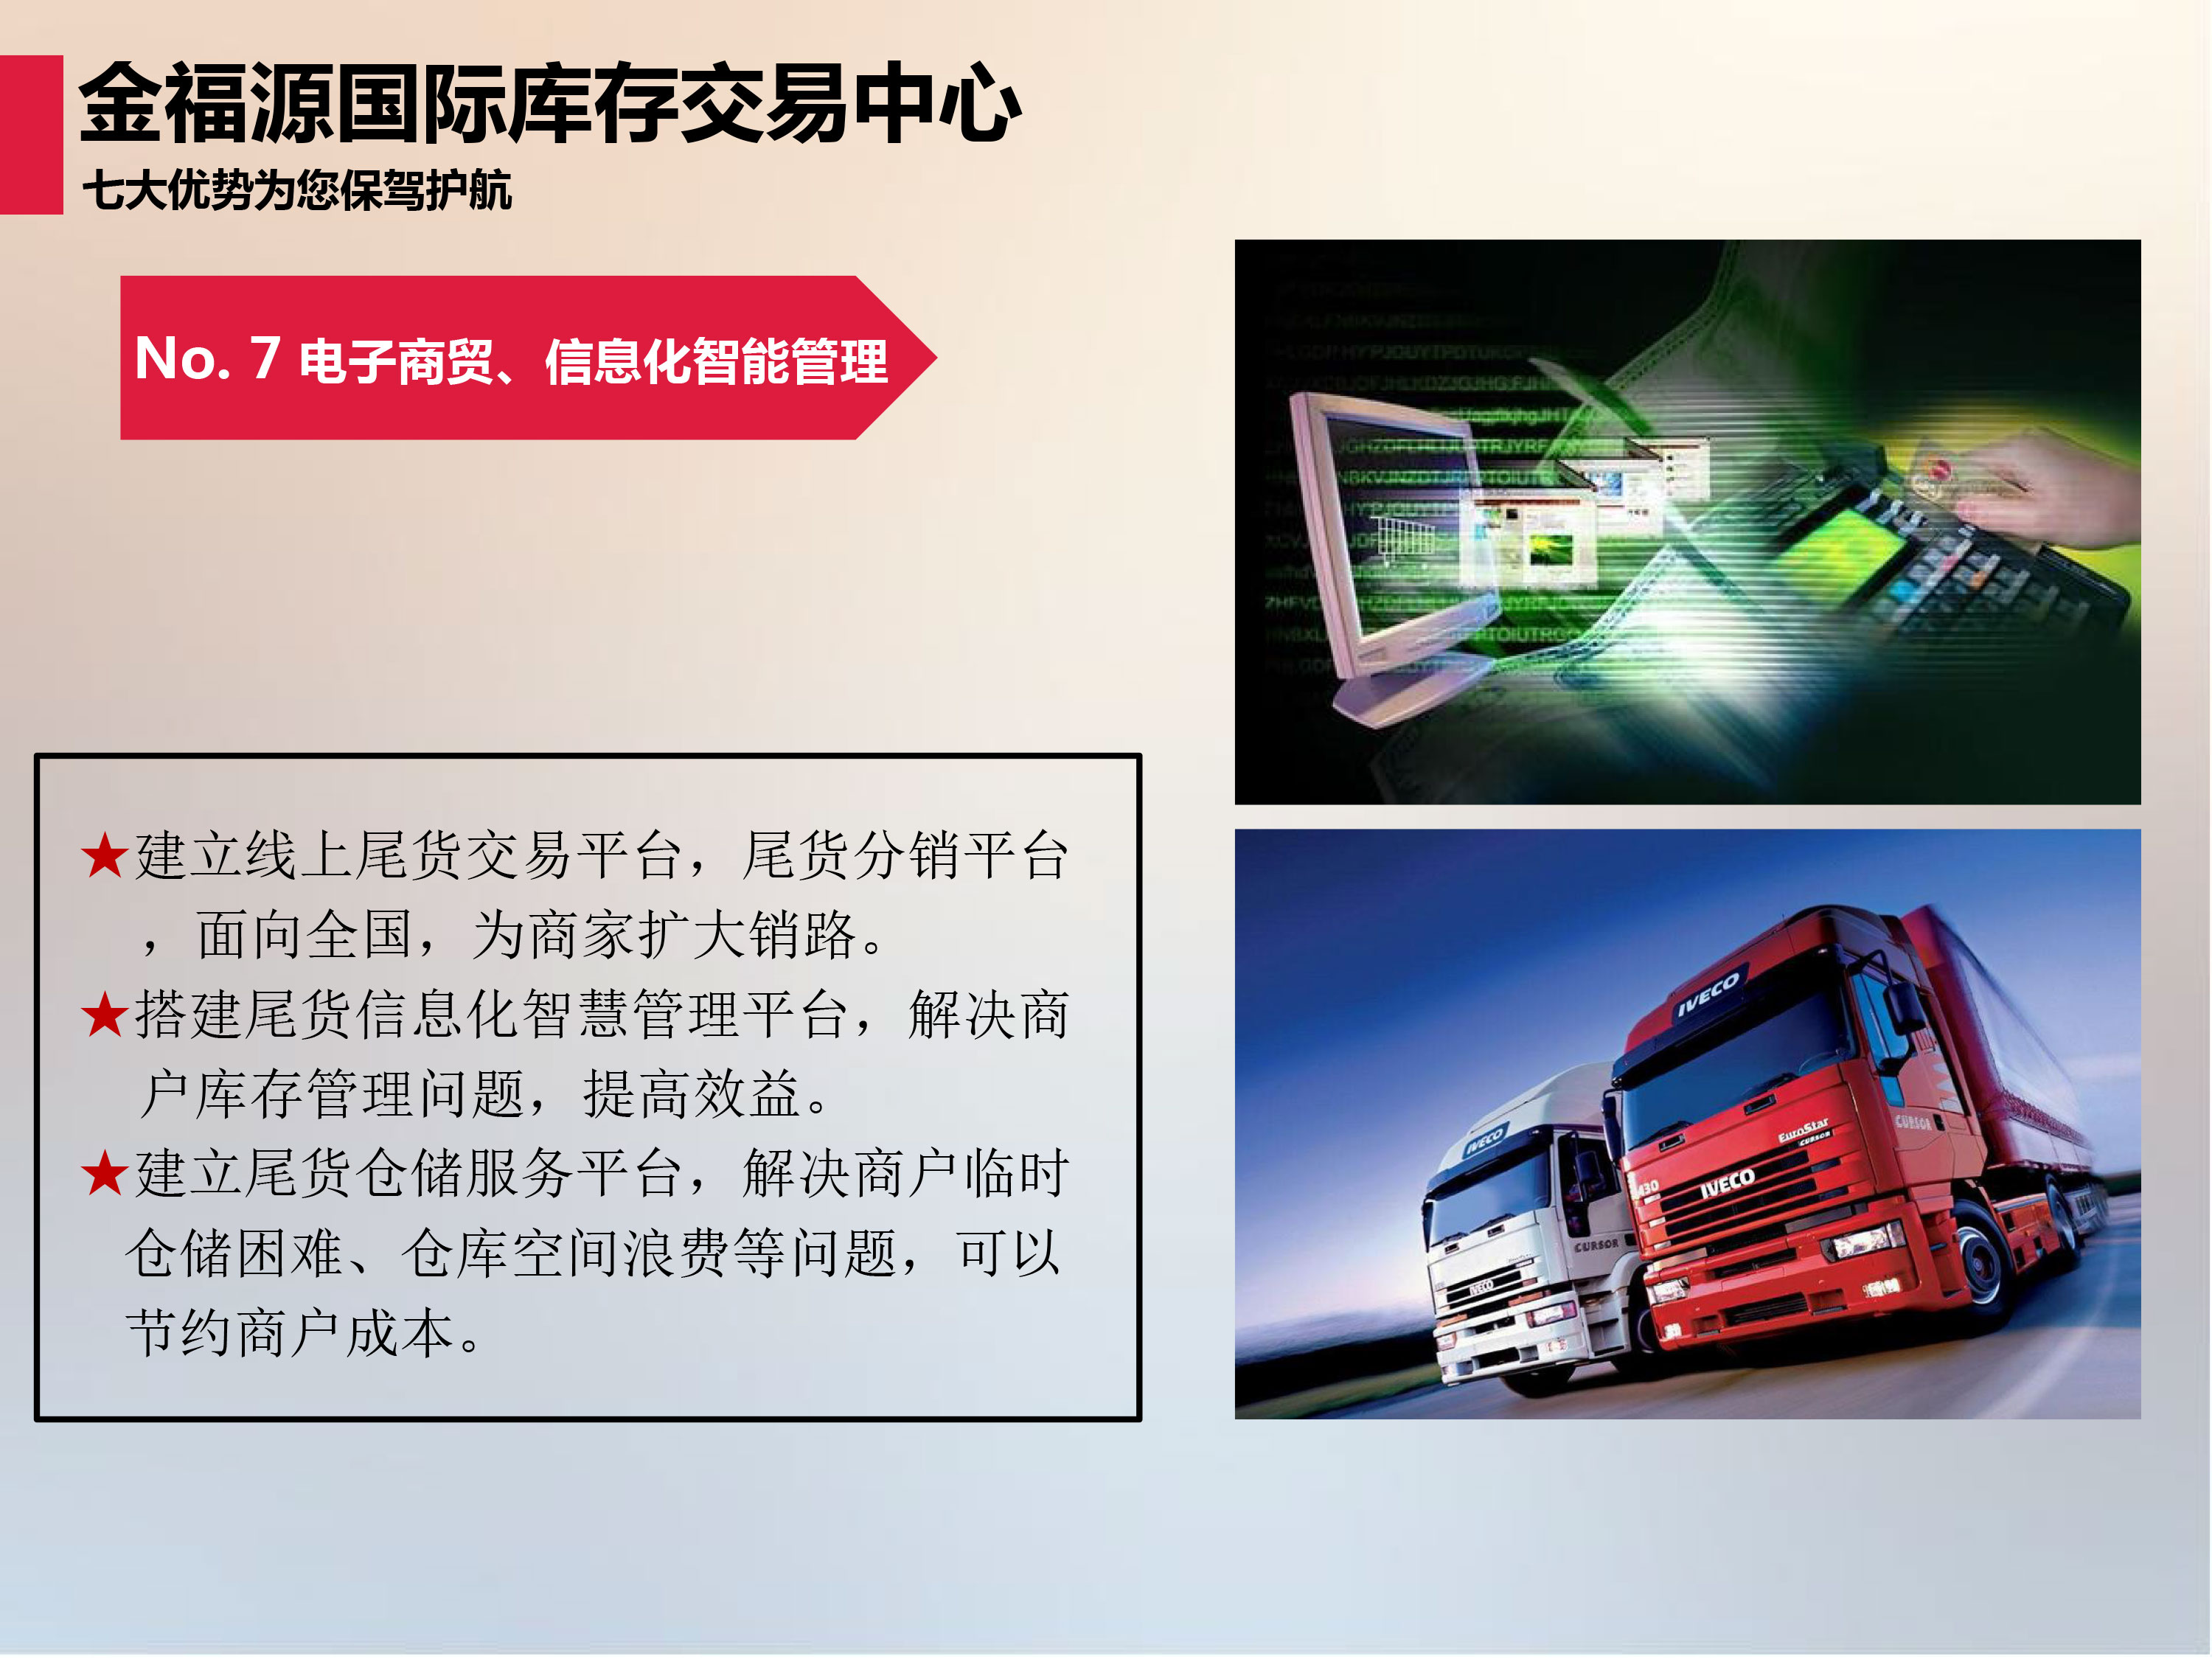 金福源国际库存交易中心
七大优势为您保驾护航
No. 7 电子商贸、信息化智能管理
★建立线上尾货交易平台，尾货分销平台
，面向全国，为商家扩大销路。
★搭建尾货信息化智慧管理平台，解决商
户库存管理问题，提高效益。
★建立尾货仓储服务平台，解决商户临时
仓储困难、仓库空间浪费等问题，可以
节约商户成本。
IVECO
EuroStar
CURSOR
CURSOR
IVECO
430
IVECO
CURSOR
IVECO